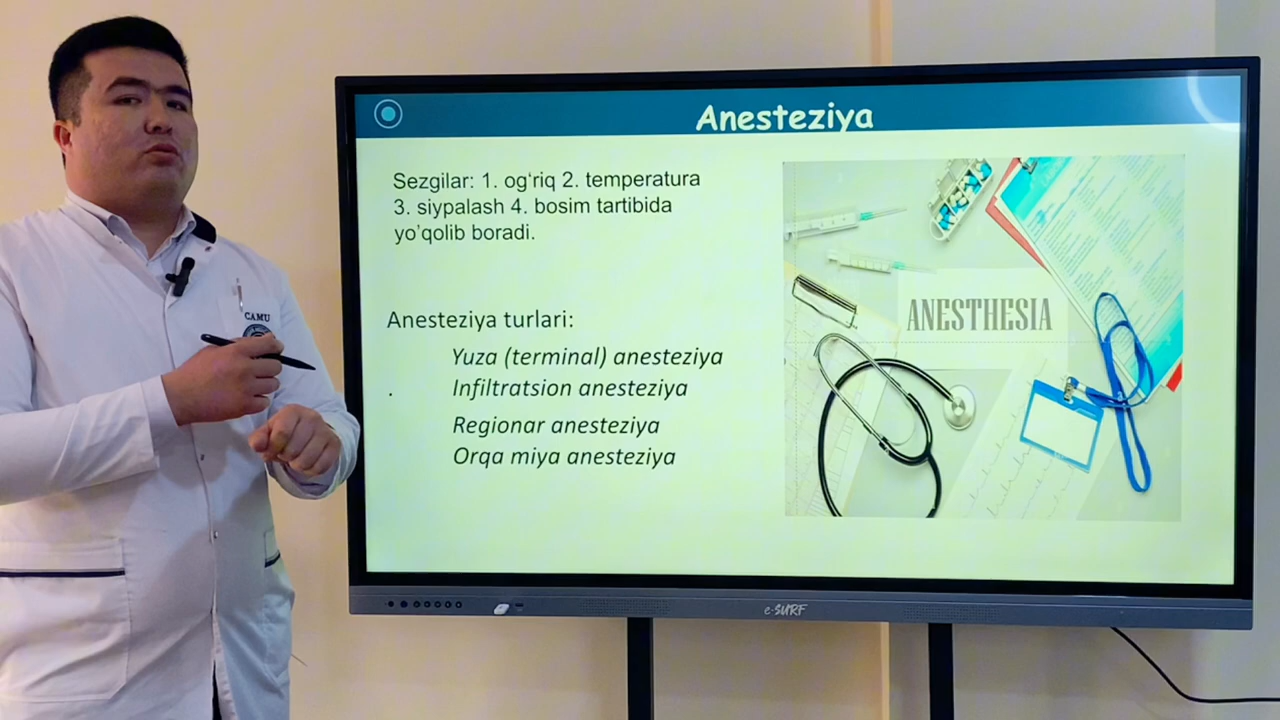 Anesteziya
Sezgilar: 1. og‘riq 2. temperatura
3. siypalash 4. bosim tartibida
yo’qolib boradi.
Anesteziya turlari:
Yuza (terminal) anesteziya
. Infiltratsion anesteziya
Regionar anesteziya
Orqa miya anesteziya
ANESTHESIA
CAMU
e-SURF